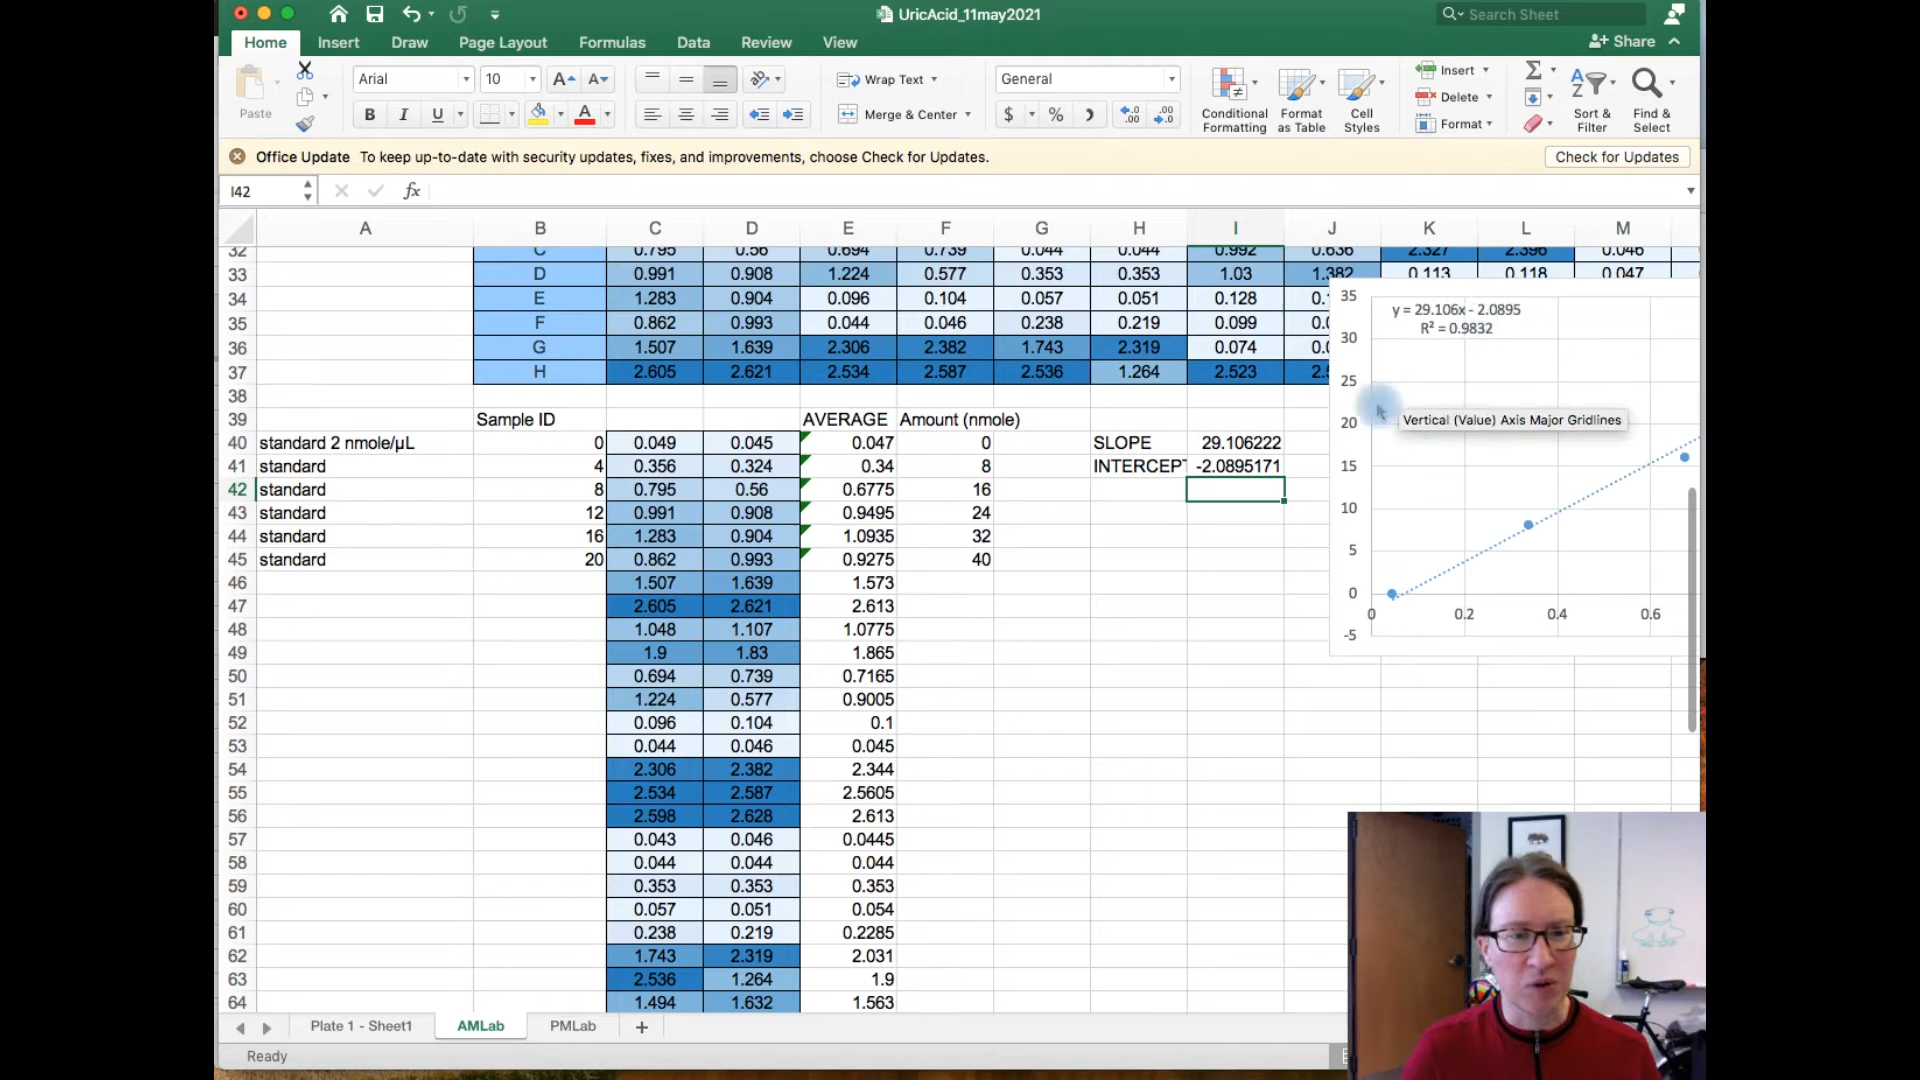 UricAcid_11may2021
Search Sheet
Home Insert Draw Page Layout Formulas Data Review View
Share
Paste
Arial 10
Wrap Text
General
Insert
B I U
Merge & Center
$ %
Conditional Formatting
Format as Table
Cell Styles
Delete
Format
Sort & Filter
Find & Select
Office Update To keep up-to-date with security updates, fixes, and improvements, choose Check for Updates.
Check for Updates
I42 fx
A B C D E F G H I J K L M
32 C 0.795 0.56 0.694 0.739 0.044 0.044 0.992 0.636 2.327 2.396 0.046
33 D 0.991 0.908 1.224 0.577 0.353 0.353 1.03 1.382 0.113 0.118 0.047
34 E 1.283 0.904 0.096 0.104 0.057 0.051 0.128
35 F 0.862 0.993 0.044 0.046 0.238 0.219 0.099
36 G 1.507 1.639 2.306 2.382 1.743 2.319 0.074
37 H 2.605 2.621 2.534 2.587 2.536 1.264 2.523
38
39 Sample ID AVERAGE Amount (nmole)
40 standard 2 nmole/µL 0 0.049 0.045 0.047 0 SLOPE 29.106222
41 standard 4 0.356 0.324 0.34 8 INTERCEPT -2.0895171
42 standard 8 0.795 0.56 0.6775 16
43 standard 12 0.991 0.908 0.9495 24
44 standard 16 1.283 0.904 1.0935 32
45 standard 20 0.862 0.993 0.9275 40
46 1.507 1.639 1.573
47 2.605 2.621 2.613
48 1.048 1.107 1.0775
49 1.9 1.83 1.865
50 0.694 0.739 0.7165
51 1.224 0.577 0.9005
52 0.096 0.104 0.1
53 0.044 0.046 0.045
54 2.306 2.382 2.344
55 2.534 2.587 2.5605
56 2.598 2.628 2.613
57 0.043 0.046 0.0445
58 0.044 0.044 0.044
59 0.353 0.353 0.353
60 0.057 0.051 0.054
61 0.238 0.219 0.2285
62 1.743 2.319 2.031
63 2.536 1.264 1.9
64 1.494 1.632 1.563
y = 29.106x - 2.0895
R² = 0.9832
35
30
25
20
15
10
5
0
-5
0 0.2 0.4 0.6
Vertical (Value) Axis Major Gridlines
Plate 1 - Sheet1 AMLab PMLab +
Ready